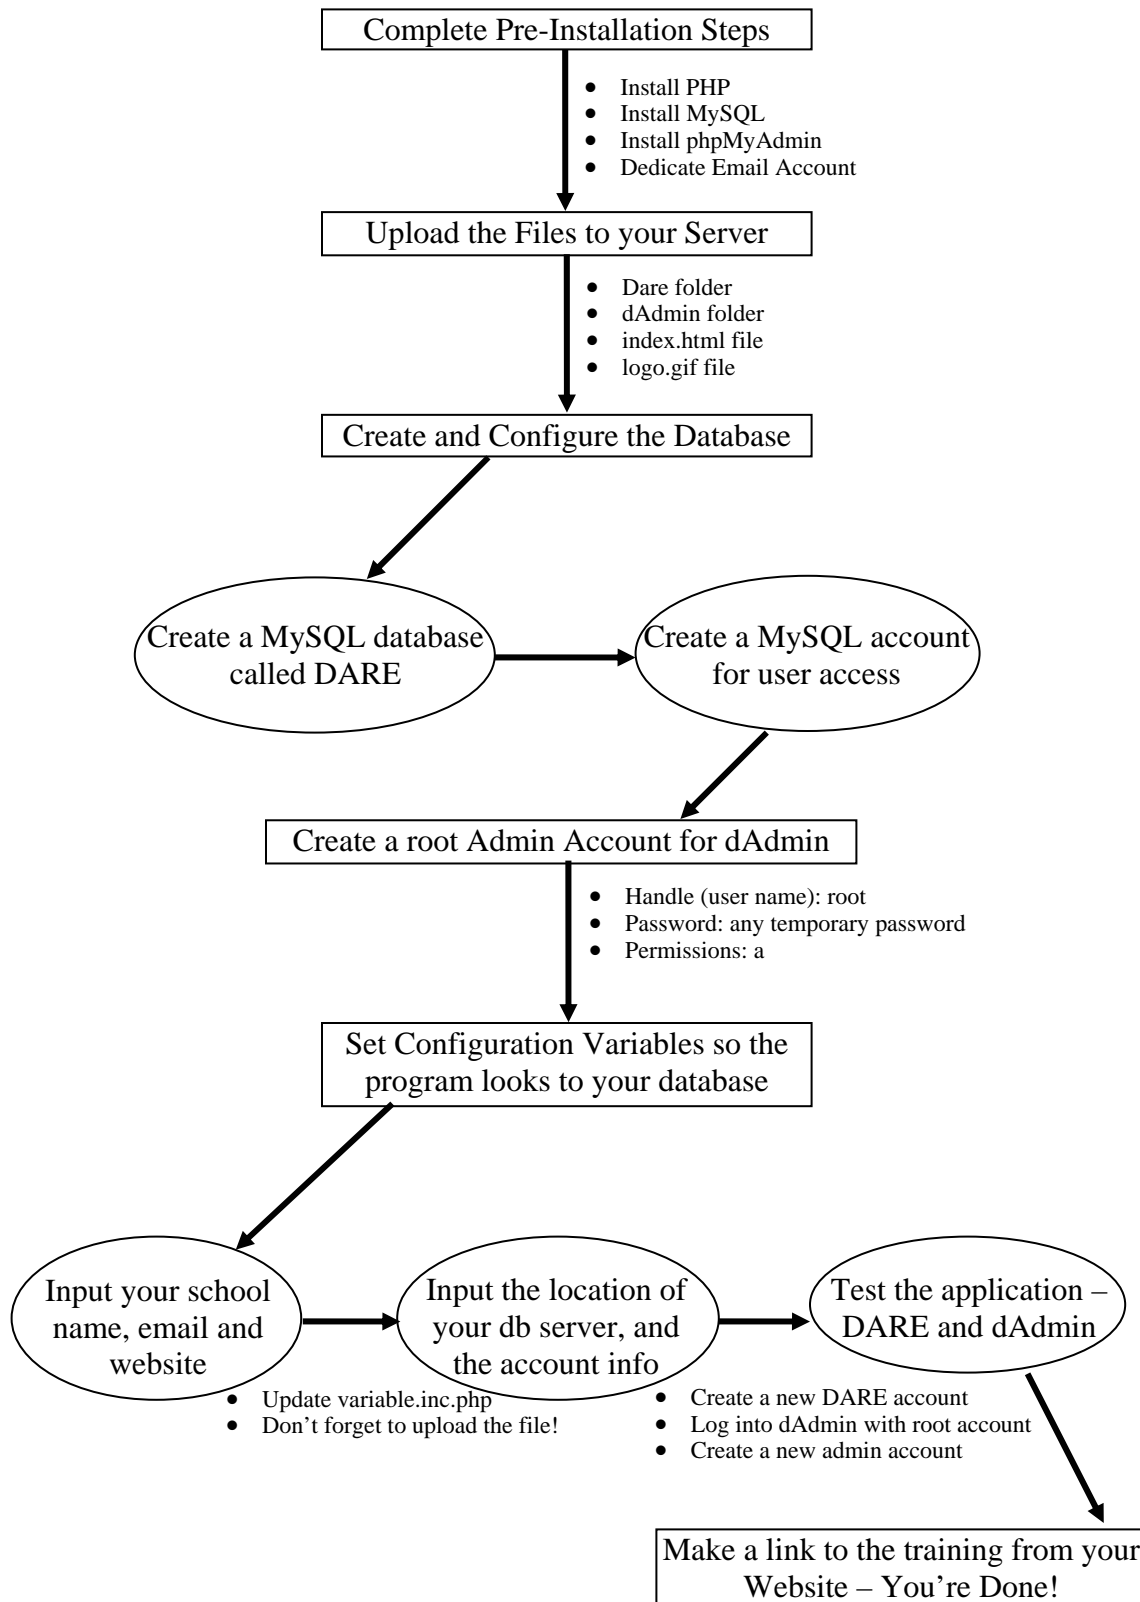 Complete Pre-Installation Steps
• Install PHP
• Install MySQL
• Install phpMyAdmin
• Dedicate Email Account
Upload the Files to your Server
• Dare folder
• dAdmin folder
• index.html file
• logo.gif file
Create and Configure the Database
Create a MySQL database
called DARE
Create a MySQL account
for user access
Create a root Admin Account for dAdmin
• Handle (user name): root
• Password: any temporary password
• Permissions: a
Set Configuration Variables so the
program looks to your database
Input your school
name, email and
website
• Update variable.inc.php
• Don’t forget to upload the file!
Input the location of
your db server, and
the account info
Test the application –
DARE and dAdmin
• Create a new DARE account
• Log into dAdmin with root account
• Create a new admin account
Make a link to the training from your
Website – You’re Done!